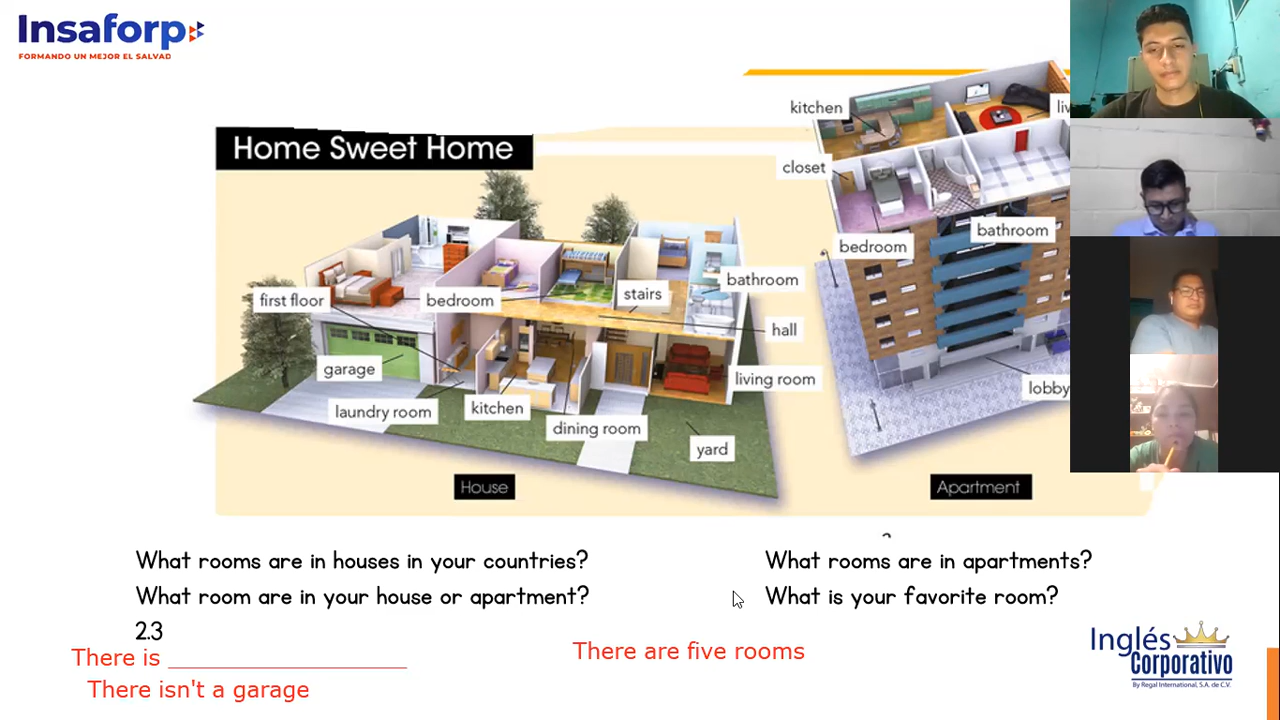 Insaforp
FORMANDO UN MEJOR EL SALVAD
kitchen
closet
Home Sweet Home
bedroom
bathroom
first floor
bedroom
stairs
bathroom
hall
garage
living room
lobby
laundry room
kitchen
dining room
yard
House
Apartment
What rooms are in houses in your countries?
What room are in your house or apartment?
2.3
What rooms are in apartments?
What is your favorite room?
There is ____________________
There isn't a garage
There are five rooms
Inglés
Corporativo
By Regal International, S.A. de C.V.